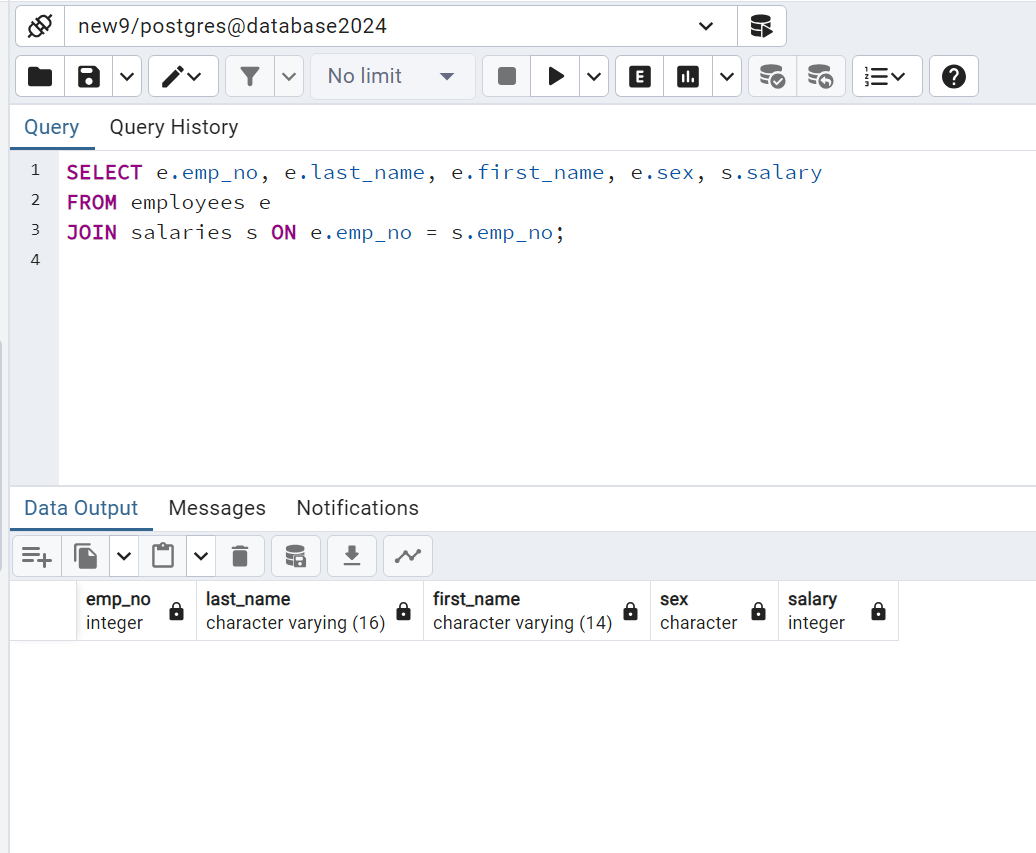 new9/postgres@database2024
No limit
E
Query Query History
1 SELECT e.emp_no, e.last_name, e.first_name, e.sex, s.salary
2 FROM employees e
3 JOIN salaries s ON e.emp_no = s.emp_no;
4
Data Output Messages Notifications
emp_no last_name first_name sex salary
integer character varying (16) character varying (14) character integer